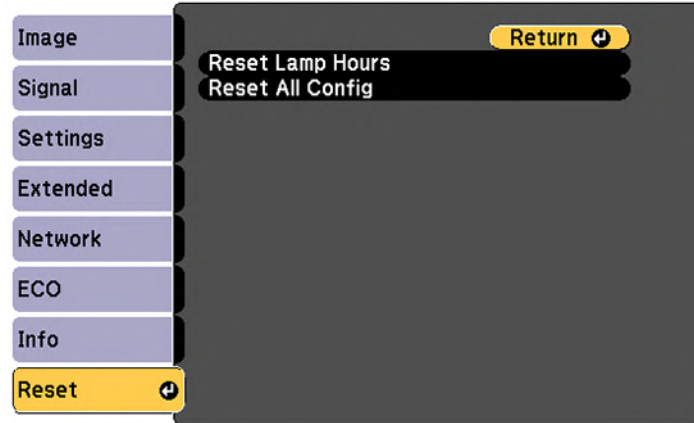 Image
Signal
Settings
Extended
Network
ECO
Info
Reset
Return
Reset Lamp Hours
Reset All Config